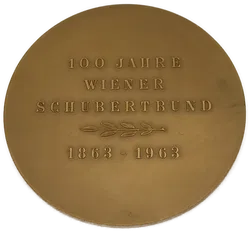 100 JAHRE
WIENER
SCHUBERTBUND
1863 - 1963